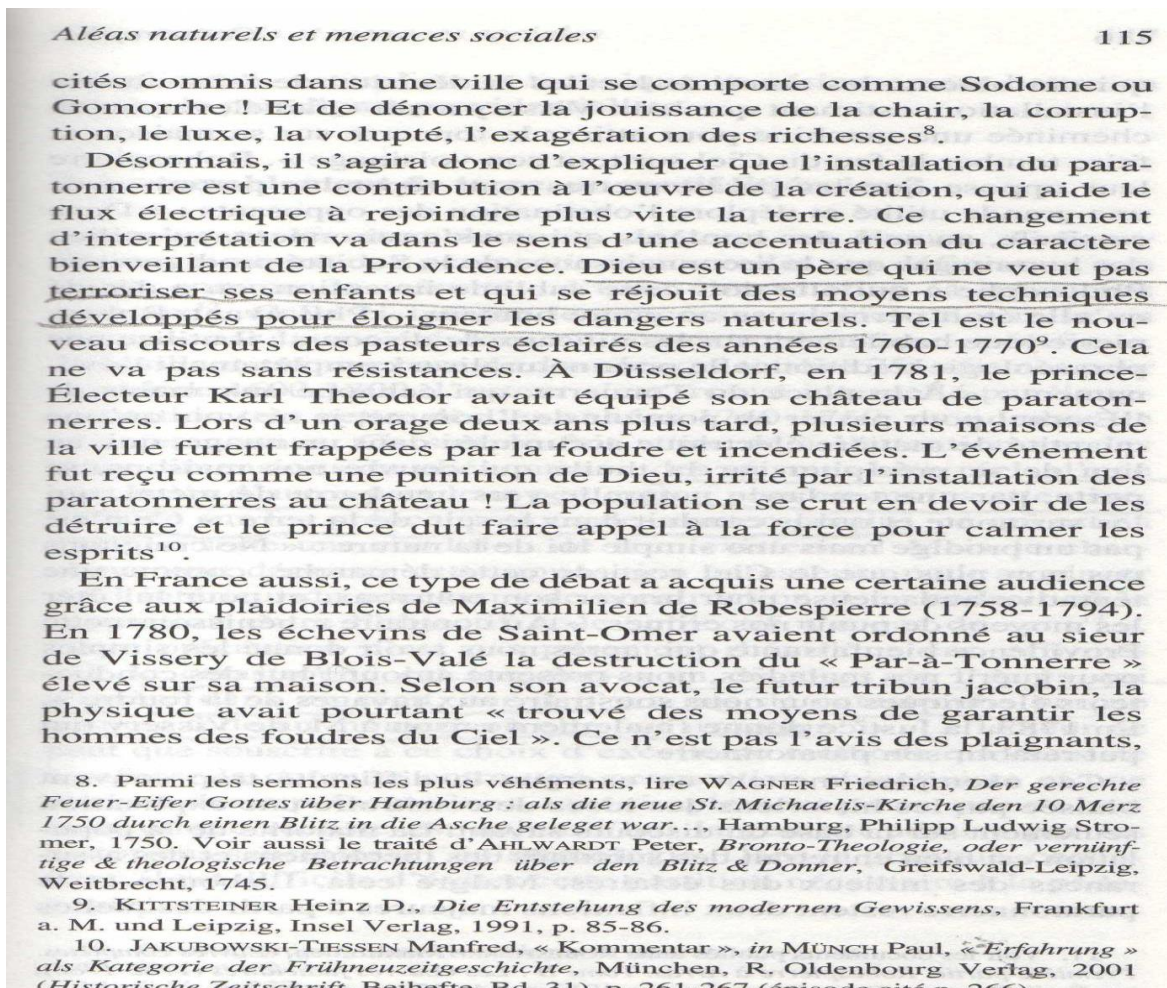 Aléas naturels et menaces sociales 115
cités commis dans une ville qui se comporte comme Sodome ou
Gomorrhe ! Et de dénoncer la jouissance de la chair, la corrup-
tion, le luxe, la volupté, l'exagération des richesses⁸.
Désormais, il s'agira donc d'expliquer que l'installation du para-
tonnerre est une contribution à l'œuvre de la création, qui aide le
flux électrique à rejoindre plus vite la terre. Ce changement
d'interprétation va dans le sens d'une accentuation du caractère
bienveillant de la Providence. Dieu est un père qui ne veut pas
terroriser ses enfants et qui se réjouit des moyens techniques
développés pour éloigner les dangers naturels. Tel est le nou-
veau discours des pasteurs éclairés des années 1760-1770⁹. Cela
ne va pas sans résistances. À Düsseldorf, en 1781, le prince-
Électeur Karl Theodor avait équipé son château de paraton-
nerres. Lors d'un orage deux ans plus tard, plusieurs maisons de
la ville furent frappées par la foudre et incendiées. L'événement
fut reçu comme une punition de Dieu, irrité par l'installation des
paratonnerres au château ! La population se crut en devoir de les
détruire et le prince dut faire appel à la force pour calmer les
esprits¹⁰.
En France aussi, ce type de débat a acquis une certaine audience
grâce aux plaidoiries de Maximilien de Robespierre (1758-1794).
En 1780, les échevins de Saint-Omer avaient ordonné au sieur
de Vissery de Blois-Valé la destruction du « Par-à-Tonnerre »
élevé sur sa maison. Selon son avocat, le futur tribun jacobin, la
physique avait pourtant « trouvé des moyens de garantir les
hommes des foudres du Ciel ». Ce n'est pas l'avis des plaignants,
8. Parmi les sermons les plus véhéments, lire WAGNER Friedrich, Der gerechte
Feuer-Eifer Gottes über Hamburg : als die neue St. Michaelis-Kirche den 10 Merz
1750 durch einen Blitz in die Asche geleget war..., Hamburg, Philipp Ludwig Stro-
mer, 1750. Voir aussi le traité d'AHLWARDT Peter, Bronto-Theologie, oder vernünf-
tige & theologische Betrachtungen über den Blitz & Donner, Greifswald-Leipzig,
Weitbrecht, 1745.
9. KITTSTEINER Heinz D., Die Entstehung des modernen Gewissens, Frankfurt
a. M. und Leipzig, Insel Verlag, 1991, p. 85-86.
10. JAKUBOWSKI-TIESSEN Manfred, « Kommentar », in MÜNCH Paul, « Erfahrung »
als Kategorie der Frühneuzeitgeschichte, München, R. Oldenbourg Verlag, 2001
(Historische Zeitschrift, Beihefte, Bd. 31), p. 261-267 (épisode cité p. 266).